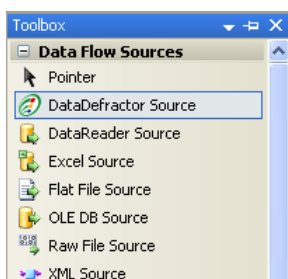 Toolbox
Data Flow Sources
Pointer
DataDefractor Source
DataReader Source
Excel Source
Flat File Source
OLE DB Source
Raw File Source
XML Source